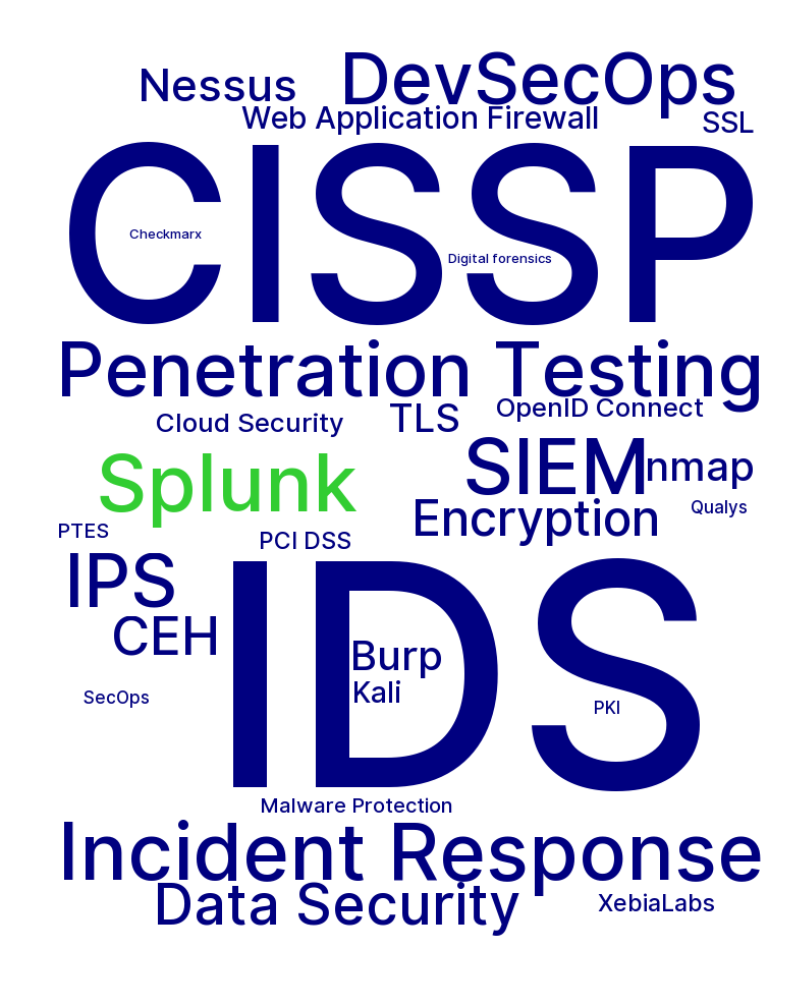 Nessus
DevSecOps
Web Application Firewall
SSL
CISSP
Checkmarx
Digital forensics
Penetration Testing
Cloud Security
TLS
OpenID Connect
Splunk
SIEM
nmap
Qualys
Encryption
PTES
PCI DSS
IPS
IDS
CEH
Burp
Kali
SecOps
PKI
Malware Protection
Incident Response
Data Security
XebiaLabs